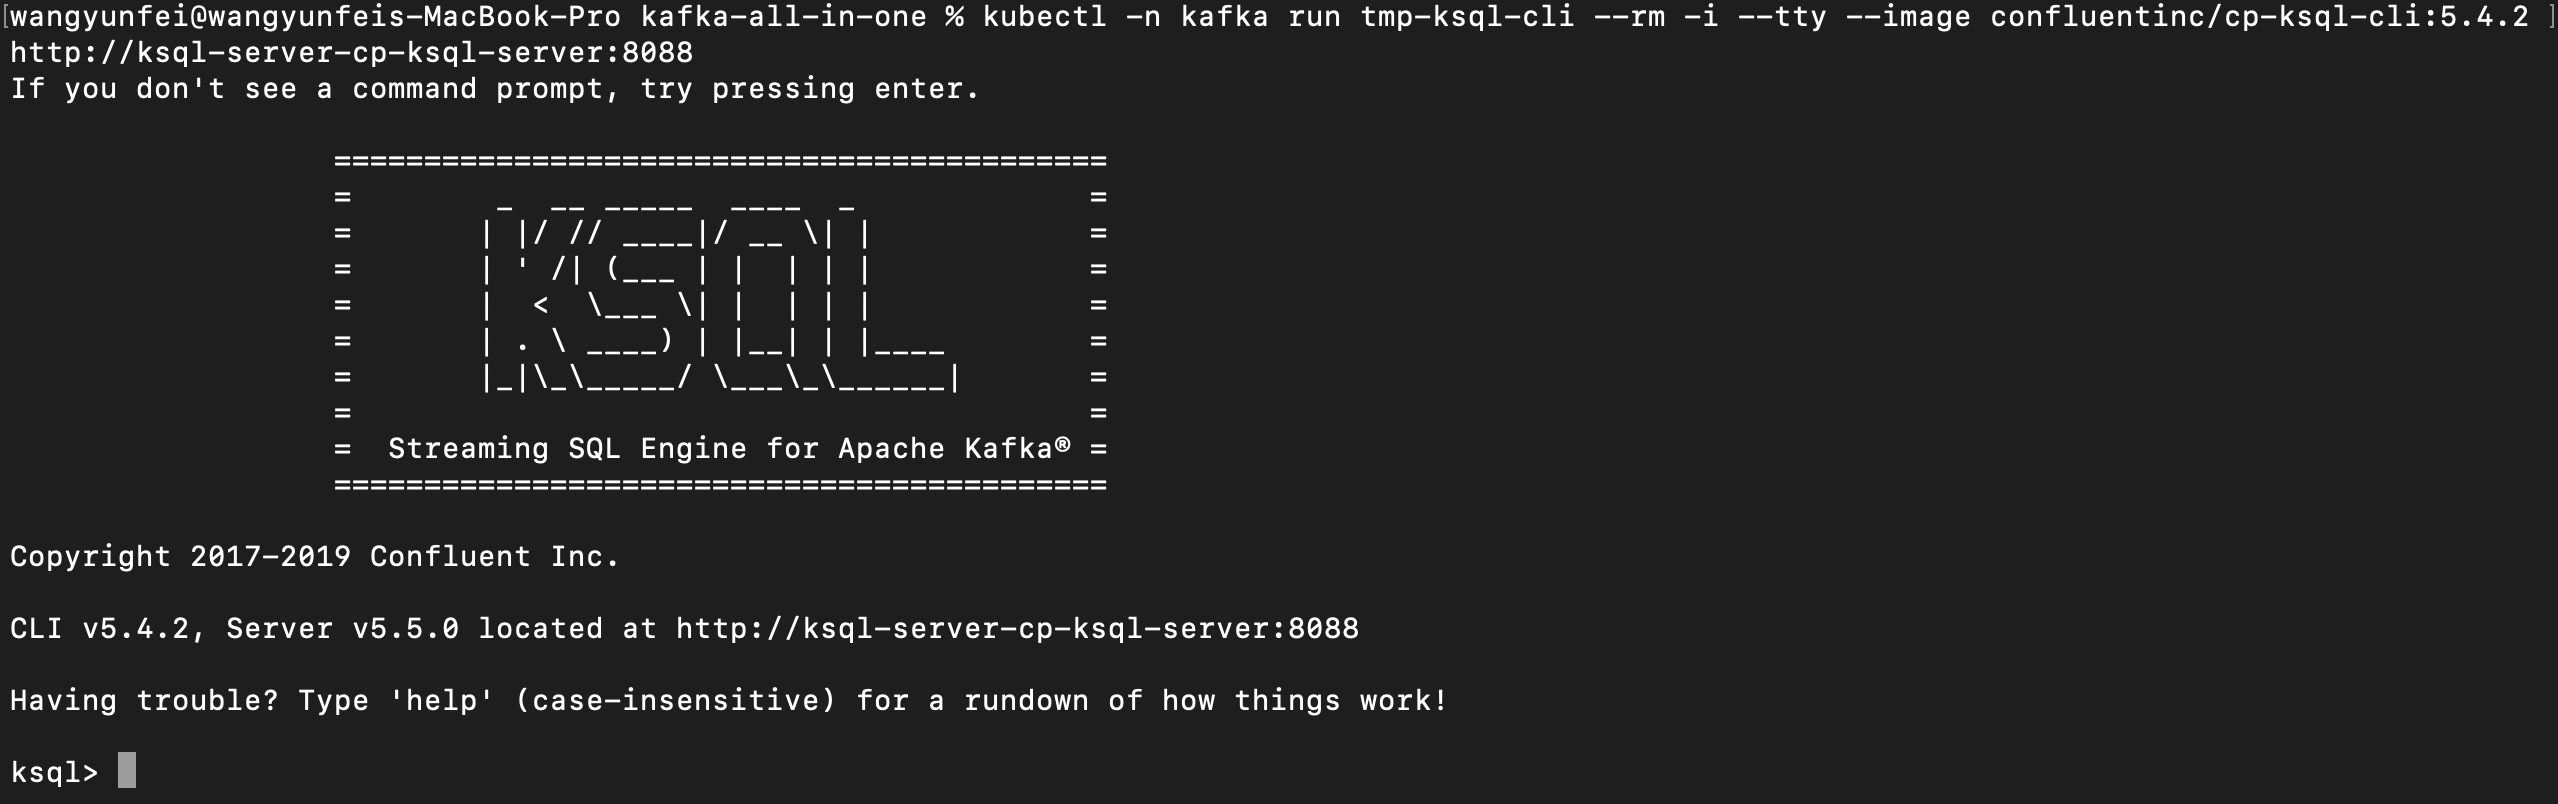 [wangyunfei@wangyunfeis-MacBook-Pro kafka-all-in-one % kubectl -n kafka run tmp-ksql-cli --rm -i --tty --image confluentinc/cp-ksql-cli:5.4.2 ]
http://ksql-server-cp-ksql-server:8088
If you don't see a command prompt, try pressing enter.

                  ===========================================
                  =        _  __ _____  ____  _             =
                  =       | |/ // ____|/ __ \| |            =
                  =       | ' /| (___ | |  | | |            =
                  =       |  <  \___ \| |  | | |            =
                  =       | . \ ____) | |__| | |____        =
                  =       |_|\_\_____/ \___\_\______|       =
                  =                                         =
                  =  Streaming SQL Engine for Apache Kafka® =
                  ===========================================

Copyright 2017-2019 Confluent Inc.

CLI v5.4.2, Server v5.5.0 located at http://ksql-server-cp-ksql-server:8088

Having trouble? Type 'help' (case-insensitive) for a rundown of how things work!

ksql>